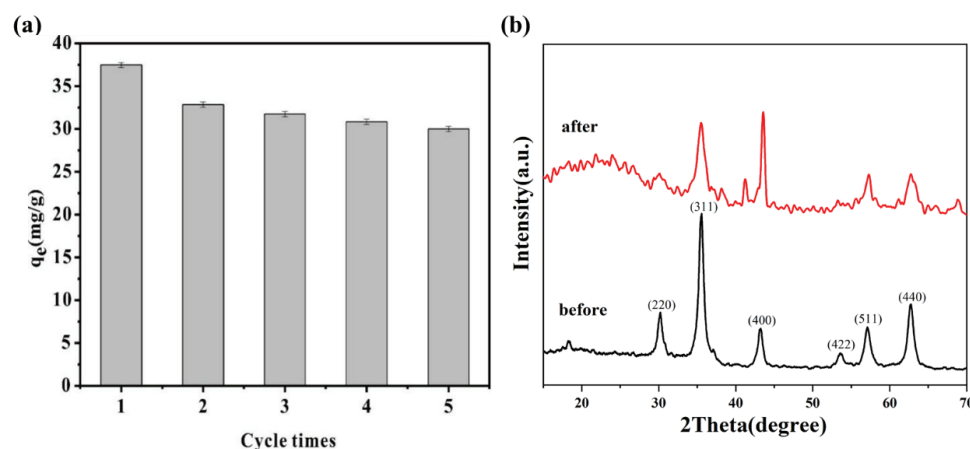 (a)
40
35
30
25
20
15
10
5
0
qe(mg/g)
1 2 3 4 5
Cycle times
(b)
after
(311)
before
(220)
(400)
(422)
(511)
(440)
Intensity(a.u.)
20 30 40 50 60 70
2Theta(degree)